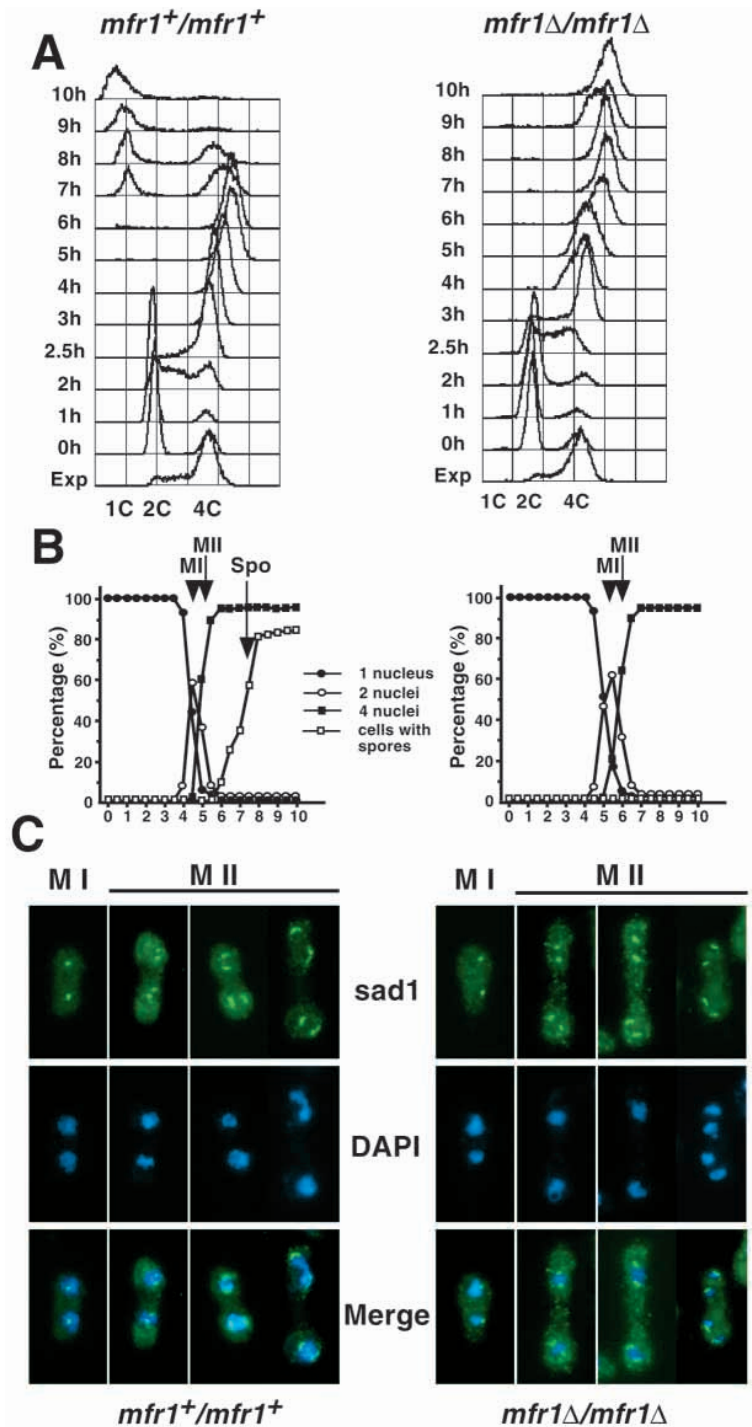 mfr1+/mfr1+
mfr1Δ/mfr1Δ
A
10h
9h
8h
7h
6h
5h
4h
3h
2.5h
2h
1h
0h
Exp
1C 2C 4C
10h
9h
8h
7h
6h
5h
4h
3h
2.5h
2h
1h
0h
Exp
1C 2C 4C
B
MII
MI
Spo
Percentage (%)
100
80
60
40
20
0
0 1 2 3 4 5 6 7 8 9 10
1 nucleus
2 nuclei
4 nuclei
cells with
spores
MII
MI
Percentage (%)
100
80
60
40
20
0
0 1 2 3 4 5 6 7 8 9 10
C
M I M II
M I M II
sad1
DAPI
Merge
mfr1+/mfr1+
mfr1Δ/mfr1Δ